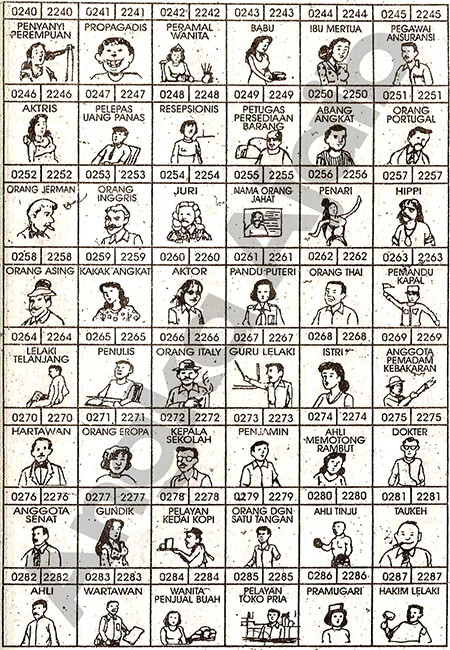 0240 2240 0241 2241 0242 2242 0243 2243 0244 2244 0245 2245
PENYANYI PEREMPUAN PROPAGADIS PERAMAL WANITA BABU IBU MERTUA PEGAWAI ANSURANSI
0246 2246 0247 2247 0248 2248 0249 2249 0250 2250 0251 2251
AKTRIS PELEPAS UANG PANAS RESEPSIONIS PETUGAS PERSEDIAAN BARANG ABANG ANGKAT ORANG PORTUGAL
0252 2252 0253 2253 0254 2254 0255 2255 0256 2256 0257 2257
ORANG JERMAN ORANG INGGRIS JURI NAMA ORANG JAHAT PENARI HIPPI
0258 2258 0259 2259 0260 2260 0261 2261 0262 2262 0263 2263
ORANG ASING KAKAK ANGKAT AKTOR PANDU PUTERI ORANG THAI PEMANDU KAPAL
0264 2264 0265 2265 0266 2266 0267 2267 0268 2268 0269 2269
LELAKI TELANJANG PENULIS ORANG ITALY GURU LELAKI ISTRI ANGGOTA PEMADAM KEBAKARAN
0270 2270 0271 2271 0272 2272 0273 2273 0274 2274 0275 2275
HARTAWAN ORANG EROPA KEPALA SEKOLAH PENJAMIN AHLI MEMOTONG RAMBUT DOKTER
0276 2276 0277 2277 0278 2278 0279 2279 0280 2280 0281 2281
ANGGOTA SENAT GUNDIK PELAYAN KEDAI KOPI ORANG DGN SATU TANGAN AHLI TINJU TAUKEH
0282 2282 0283 2283 0284 2284 0285 2285 0286 2286 0287 2287
AHLI WARTAWAN WANITA PENJUAL BUAH PELAYAN TOKO PRIA PRAMUGARI HAKIM LELAKI